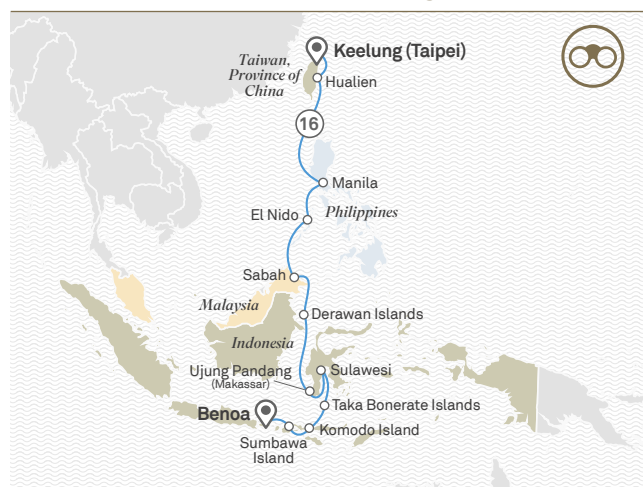 Keelung (Taipei)
Taiwan,
Province of
China
Hualien
16
Manila
El Nido
Philippines
Sabah
Malaysia
Derawan Islands
Indonesia
Ujung Pandang
(Makassar)
Sulawesi
Taka Bonerate Islands
Benoa
Komodo Island
Sumbawa
Island